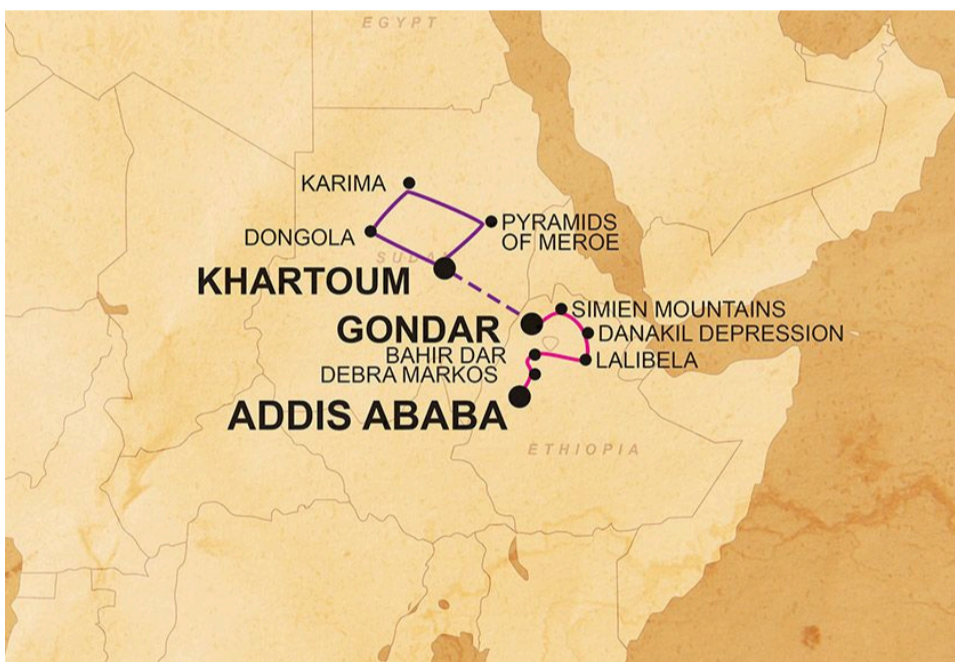 EGYPT
KARIMA
PYRAMIDS
OF MEROE
DONGOLA
SUDA
KHARTOUM
SIMIEN MOUNTAINS
GONDAR
DANAKIL DEPRESSION
BAHIR DAR
LALIBELA
DEBRA MARKOS
ADDIS ABABA
ETHIOPIA